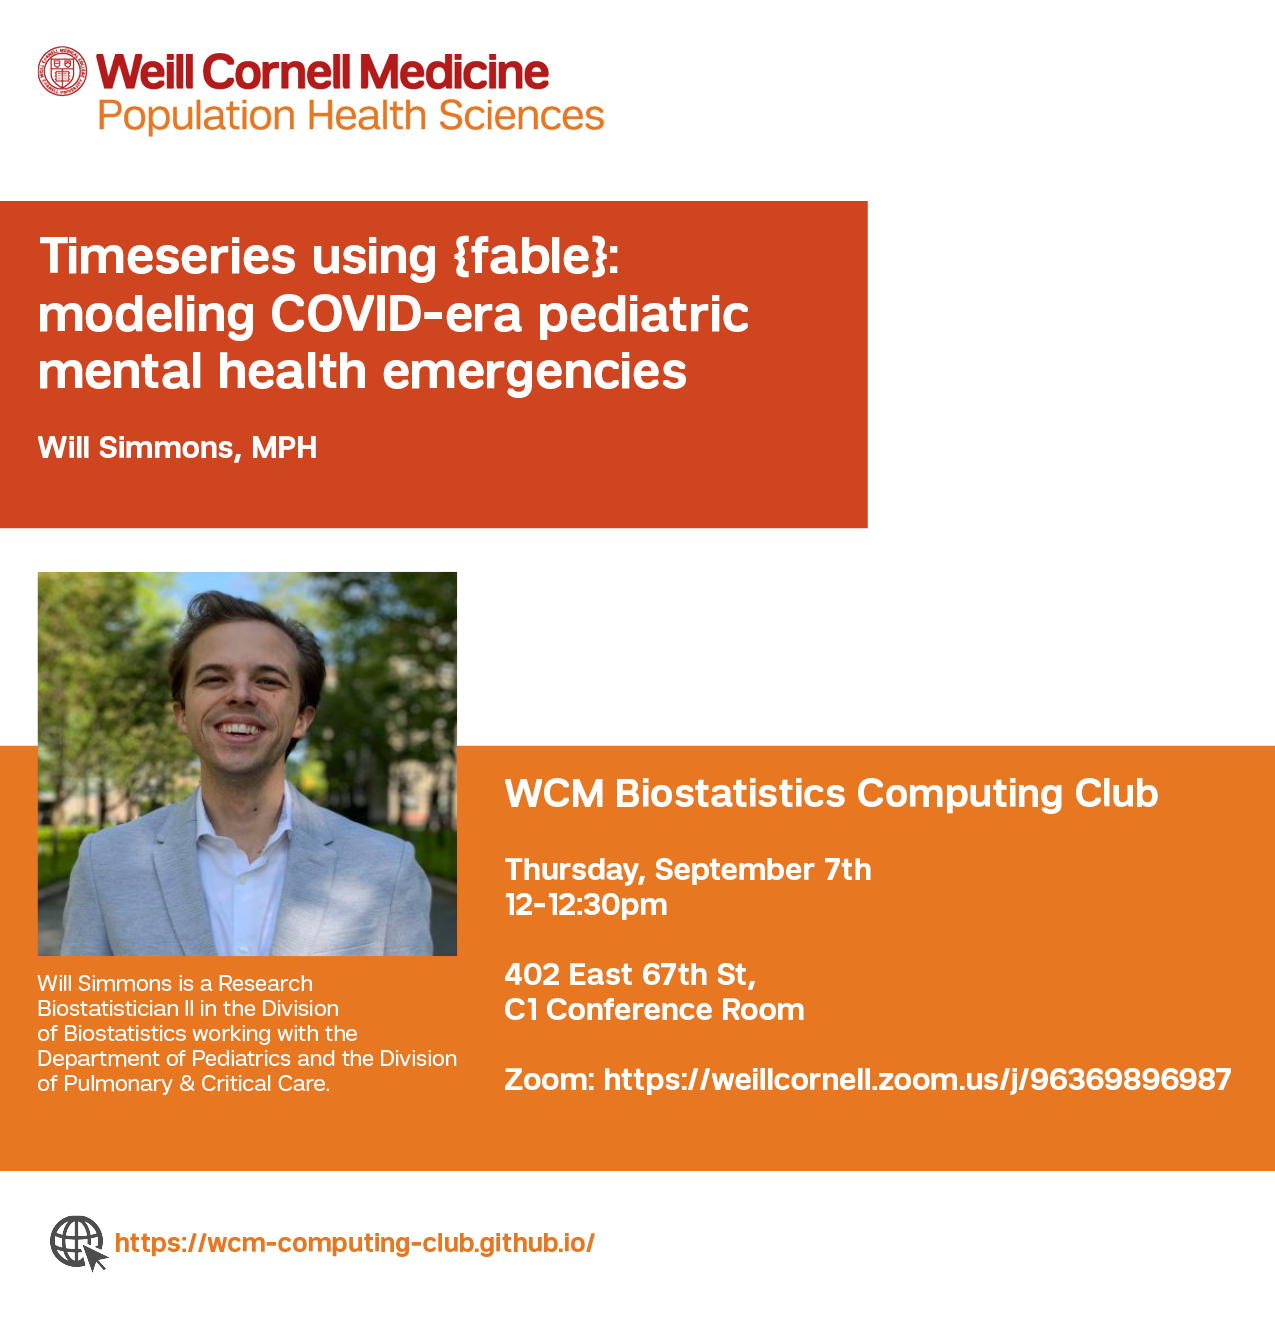 Weill Cornell Medicine
Population Health Sciences
Timeseries using {fable}:
modeling COVID-era pediatric
mental health emergencies
Will Simmons, MPH
WCM Biostatistics Computing Club
Thursday, September 7th
12-12:30pm
402 East 67th St,
C1 Conference Room
Zoom: https://weillcornell.zoom.us/j/96369896987
Will Simmons is a Research
Biostatistician II in the Division
of Biostatistics working with the
Department of Pediatrics and the Division
of Pulmonary & Critical Care.
https://wcm-computing-club.github.io/